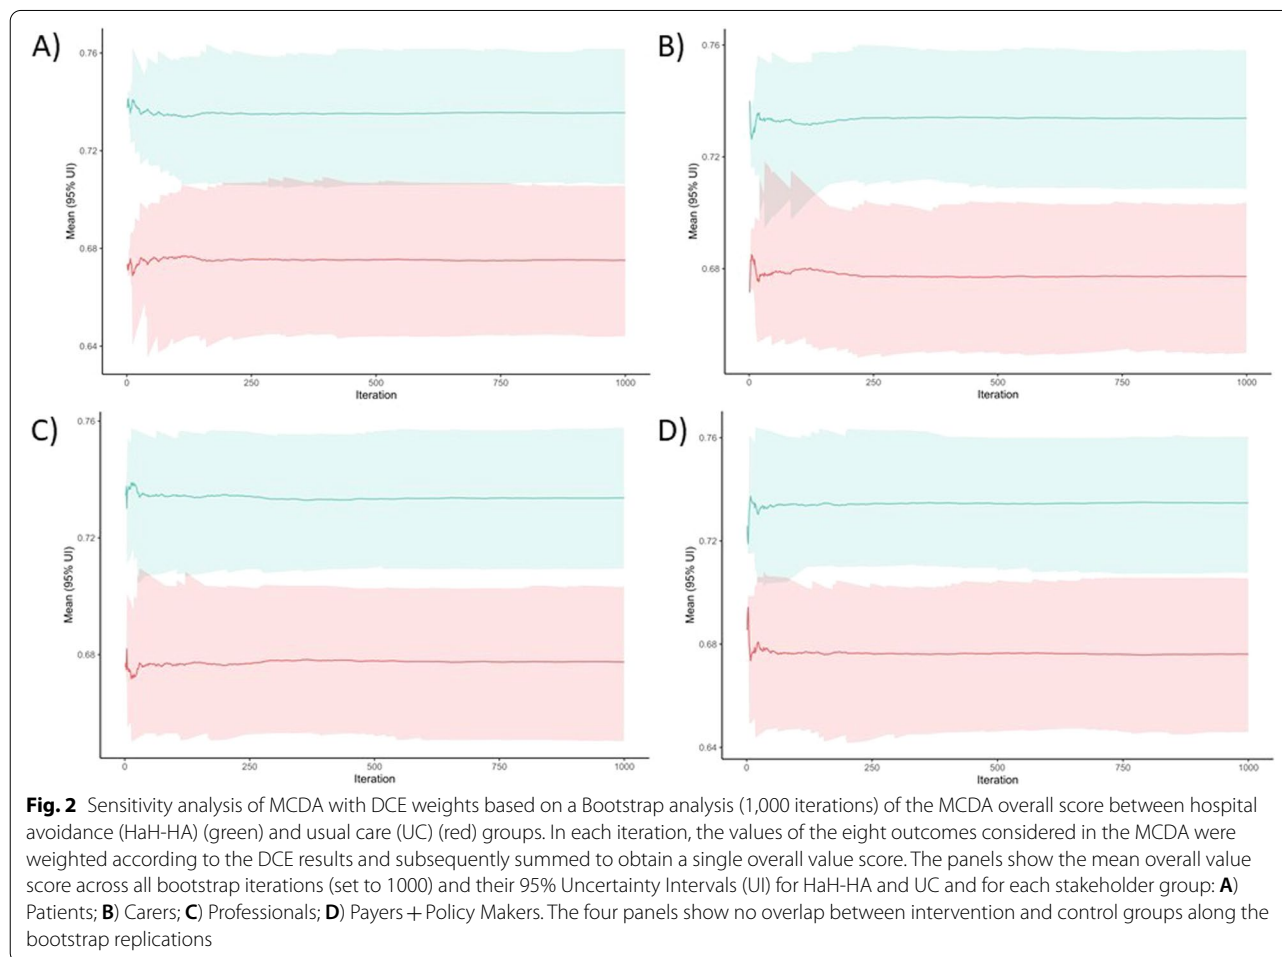 A)
0.76
0.72
0.68
0.64
Mean (95% UI)
0
250
500
750
1000
Iteration
B)
0.76
0.72
0.68
Mean (95% UI)
0
250
500
750
1000
Iteration
C)
0.76
0.72
0.68
Mean (95% UI)
0
250
500
750
1000
Iteration
D)
0.76
0.72
0.68
0.64
Mean (95% UI)
0
250
500
750
1000
Iteration
Fig. 2 Sensitivity analysis of MCDA with DCE weights based on a Bootstrap analysis (1,000 iterations) of the MCDA overall score between hospital
avoidance (HaH-HA) (green) and usual care (UC) (red) groups. In each iteration, the values of the eight outcomes considered in the MCDA were
weighted according to the DCE results and subsequently summed to obtain a single overall value score. The panels show the mean overall value
score across all bootstrap iterations (set to 1000) and their 95% Uncertainty Intervals (UI) for HaH-HA and UC and for each stakeholder group: A)
Patients; B) Carers; C) Professionals; D) Payers + Policy Makers. The four panels show no overlap between intervention and control groups along the
bootstrap replications